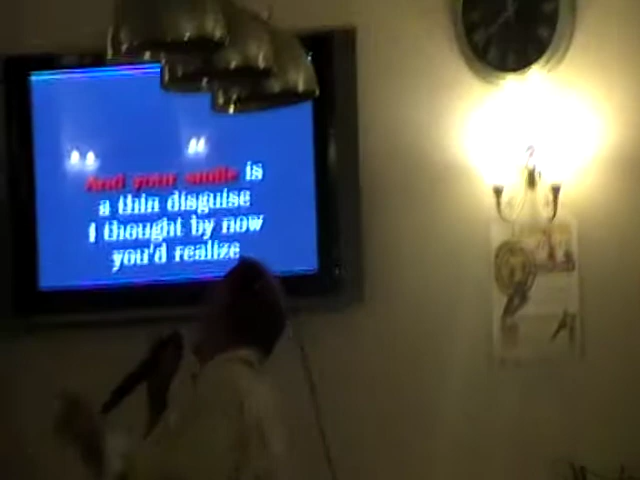 And your smile is
a thin disguise
I thought by now
you'd realize